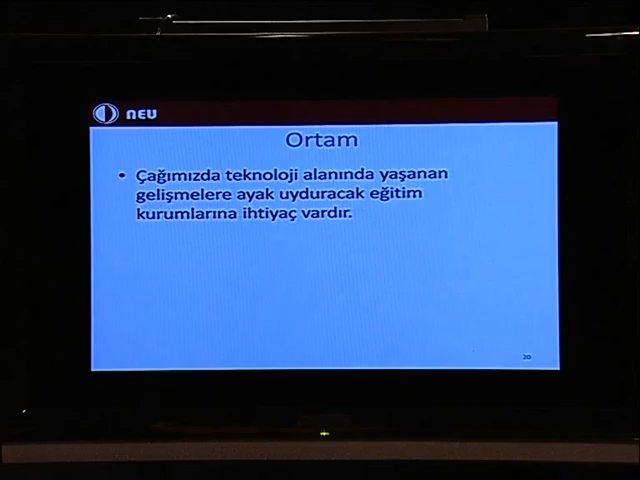 NEU
Ortam
• Çağımızda teknoloji alanında yaşanan
gelişmelere ayak uyduracak eğitim
kurumlarına ihtiyaç vardır.
20